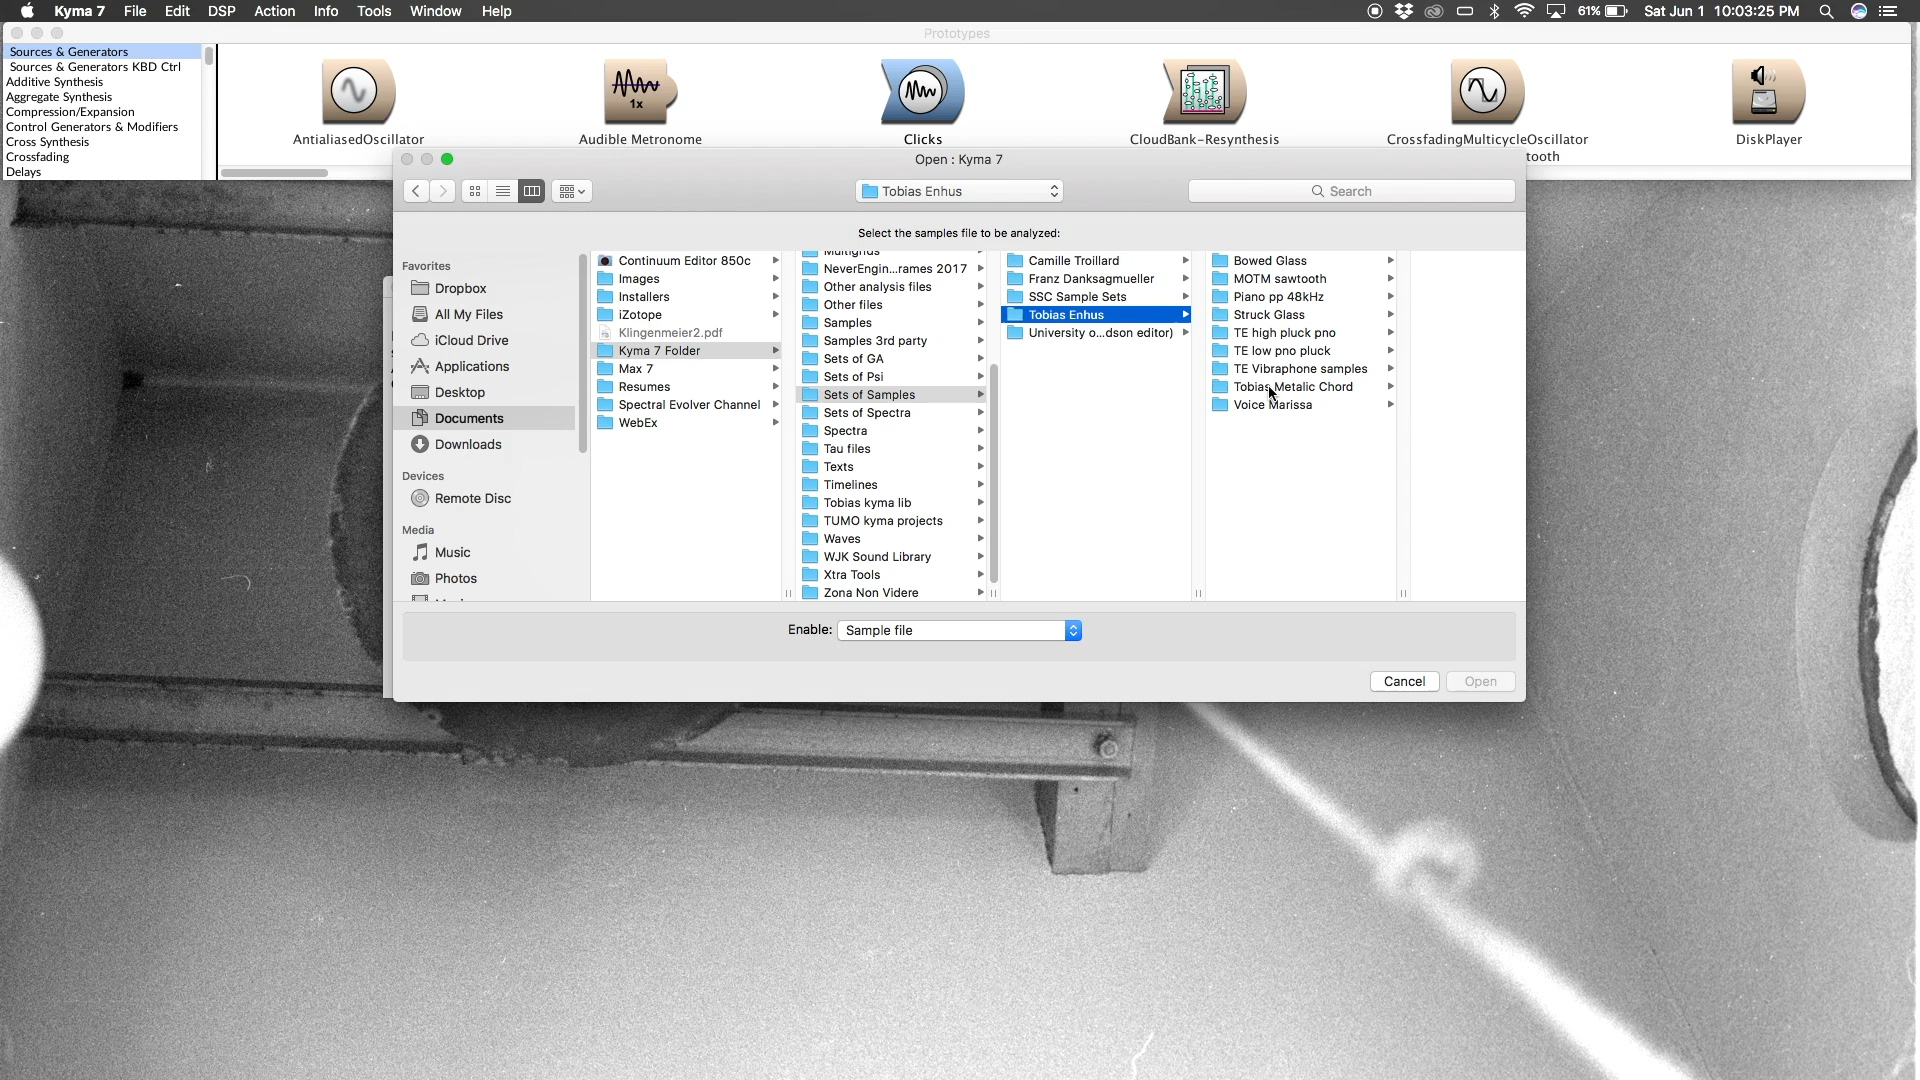 Kyma 7 File Edit DSP Action Info Tools Window Help 61% Sat Jun 1 10:03:25 PM
Prototypes
Sources & Generators
Sources & Generators KBD Ctrl
Additive Synthesis
Aggregate Synthesis
Compression/Expansion
Control Generators & Modifiers
Cross Synthesis
Crossfading
Delays
1x
AntialiasedOscillator
Audible Metronome
Clicks
CloudBank-Resynthesis
CrossfadingMulticycleOscillator
tooth
DiskPlayer
Open : Kyma 7
Tobias Enhus
Search
Select the samples file to be analyzed:
Favorites
Dropbox
All My Files
iCloud Drive
Applications
Desktop
Documents
Downloads
Devices
Remote Disc
Media
Music
Photos
Continuum Editor 850c
Images
Installers
iZotope
Klingenmeier2.pdf
Kyma 7 Folder
Max 7
Resumes
Spectral Evolver Channel
WebEx
Multigrids
NeverEngin...rames 2017
Other analysis files
Other files
Samples
Samples 3rd party
Sets of GA
Sets of Psi
Sets of Samples
Sets of Spectra
Spectra
Tau files
Texts
Timelines
Tobias kyma lib
TUMO kyma projects
Waves
WJK Sound Library
Xtra Tools
Zona Non Videre
Camille Troillard
Franz Danksagmueller
SSC Sample Sets
Tobias Enhus
University o...dson editor)
Bowed Glass
MOTM sawtooth
Piano pp 48kHz
Struck Glass
TE high pluck pno
TE low pno pluck
TE Vibraphone samples
Tobias Metalic Chord
Voice Marissa
Enable: Sample file
Cancel
Open